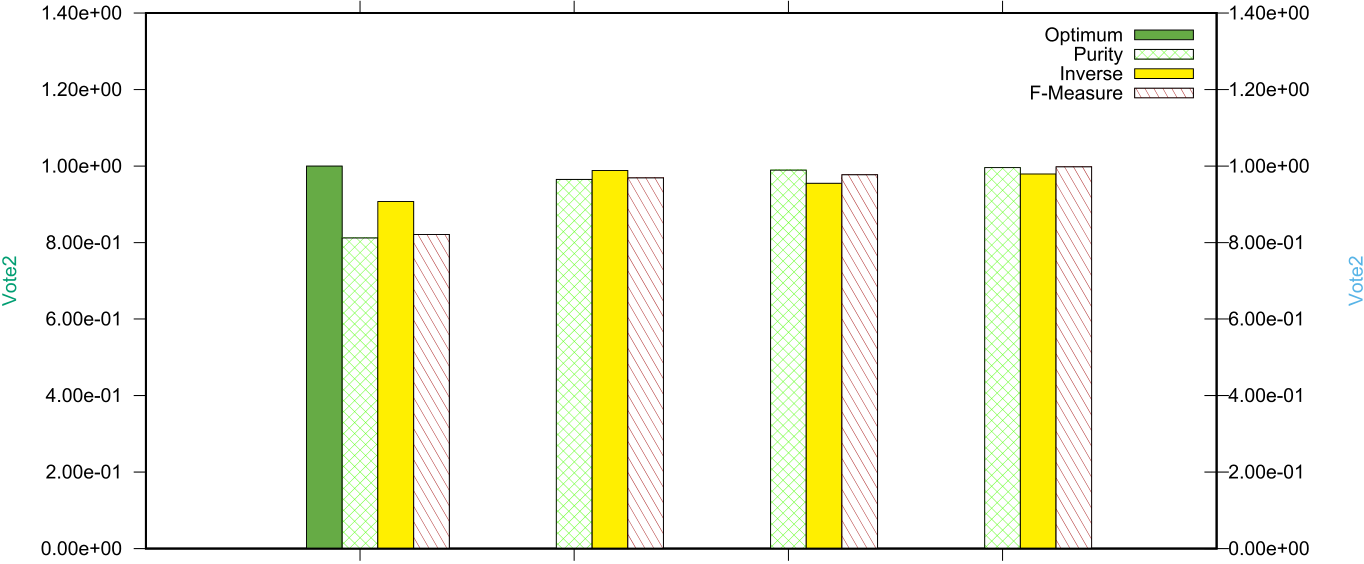 1.40e+00
1.20e+00
1.00e+00
8.00e-01
6.00e-01
4.00e-01
2.00e-01
0.00e+00
Vote2
Optimum
Purity
Inverse
F-Measure
1.40e+00
1.20e+00
1.00e+00
8.00e-01
6.00e-01
4.00e-01
2.00e-01
0.00e+00
Vote2